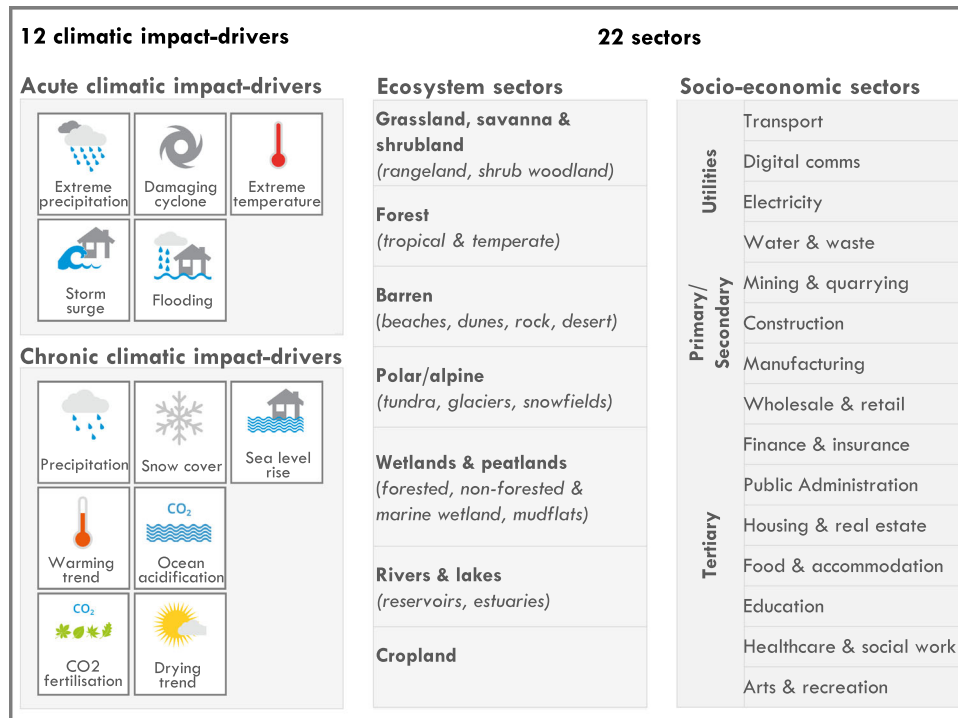 12 climatic impact-drivers
22 sectors
Acute climatic impact-drivers
Extreme
precipitation
Damaging
cyclone
Extreme
temperature
Storm
surge
Flooding
Chronic climatic impact-drivers
Precipitation
Snow cover
Sea level
rise
Warming
trend
CO₂
Ocean
acidification
CO₂
CO2
fertilisation
Drying
trend
Ecosystem sectors
Grassland, savanna &
shrubland
(rangeland, shrub woodland)
Forest
(tropical & temperate)
Barren
(beaches, dunes, rock, desert)
Polar/alpine
(tundra, glaciers, snowfields)
Wetlands & peatlands
(forested, non-forested &
marine wetland, mudflats)
Rivers & lakes
(reservoirs, estuaries)
Cropland
Socio-economic sectors
Utilities
Transport
Digital comms
Electricity
Water & waste
Primary/
Secondary
Mining & quarrying
Construction
Manufacturing
Tertiary
Wholesale & retail
Finance & insurance
Public Administration
Housing & real estate
Food & accommodation
Education
Healthcare & social work
Arts & recreation